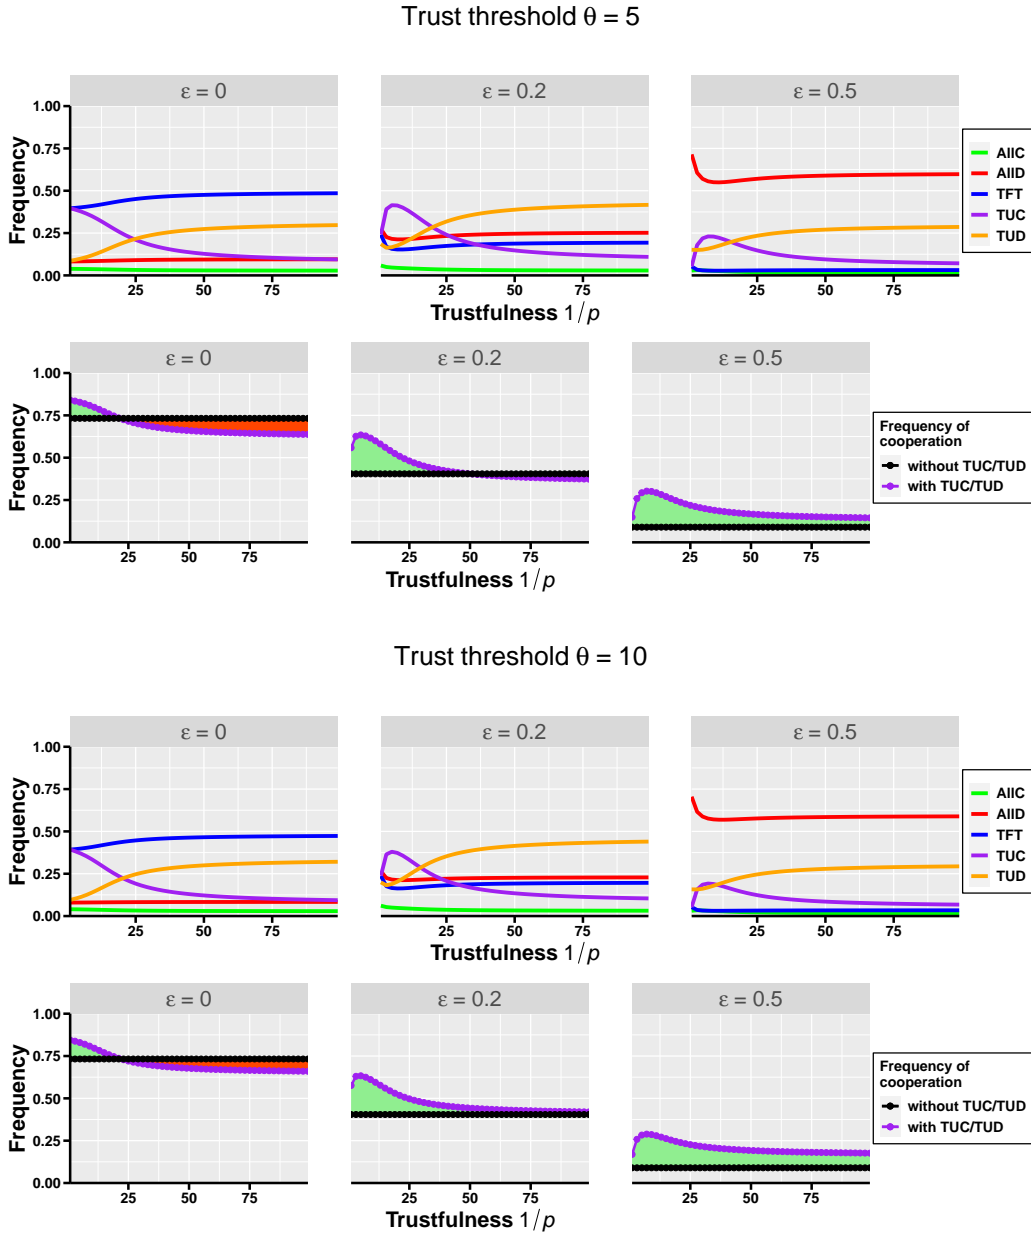 Trust threshold θ = 5
ε = 0
ε = 0.2
ε = 0.5
Frequency
1.00
0.75
0.50
0.25
0.00
25
50
75
25
50
75
25
50
75
Trustfulness 1/p
AllC
AllD
TFT
TUC
TUD
ε = 0
ε = 0.2
ε = 0.5
Frequency
1.00
0.75
0.50
0.25
0.00
25
50
75
25
50
75
25
50
75
Trustfulness 1/p
Frequency of
cooperation
without TUC/TUD
with TUC/TUD
Trust threshold θ = 10
ε = 0
ε = 0.2
ε = 0.5
Frequency
1.00
0.75
0.50
0.25
0.00
25
50
75
25
50
75
25
50
75
Trustfulness 1/p
AllC
AllD
TFT
TUC
TUD
ε = 0
ε = 0.2
ε = 0.5
Frequency
1.00
0.75
0.50
0.25
0.00
25
50
75
25
50
75
25
50
75
Trustfulness 1/p
Frequency of
cooperation
without TUC/TUD
with TUC/TUD